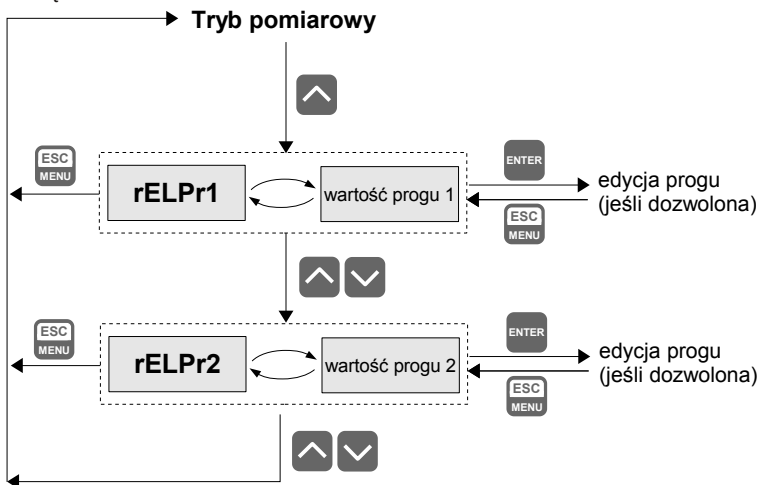 Tryb pomiarowy
ESC
MENU
ENTER
rELPr1
wartość progu 1
edycja progu
(jeśli dozwolona)
ESC
MENU
ESC
MENU
ENTER
rELPr2
wartość progu 2
edycja progu
(jeśli dozwolona)
ESC
MENU